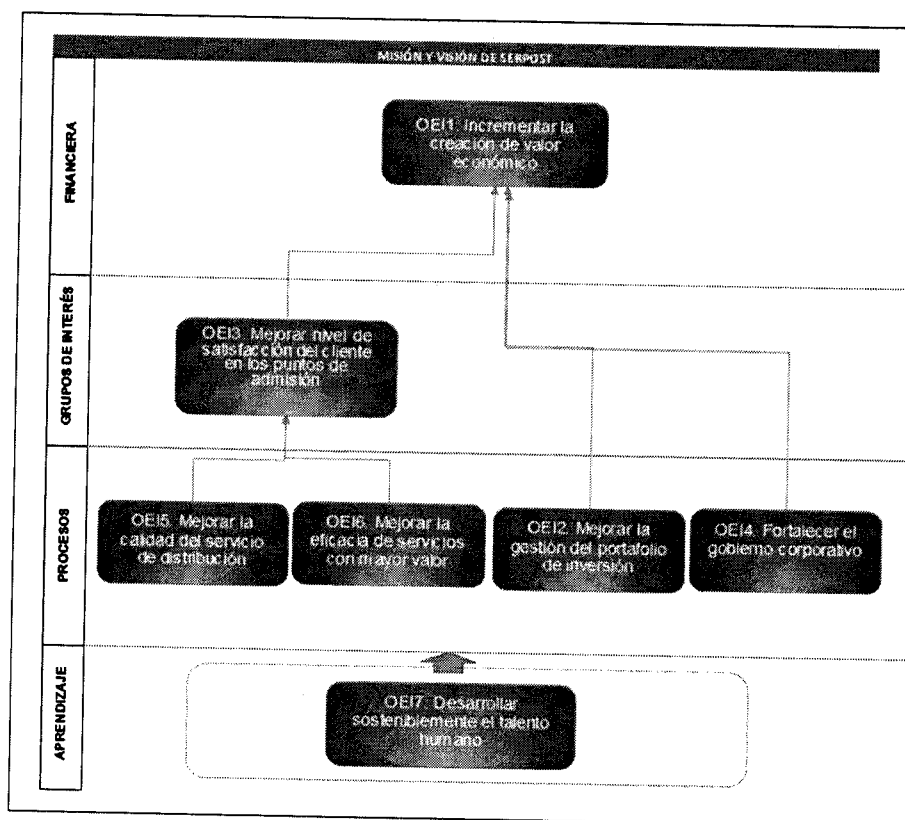 MISIÓN Y VISIÓN DE SERPOST
FINANCIERA
OEI1. Incrementar la
creación de valor
económico
GRUPOS DE INTERÉS
OEI3. Mejorar nivel de
satisfacción del cliente
en los puntos de
admisión
PROCESOS
OEI5. Mejorar la
calidad del servicio
de distribución
OEI6. Mejorar la
eficacia de servicios
con mayor valor
OEI2. Mejorar la
gestión del portafolio
de inversión
OEI4. Fortalecer el
gobierno corporativo
APRENDIZAJE
OEI7. Desarrollar
sosteniblemente el talento
humano